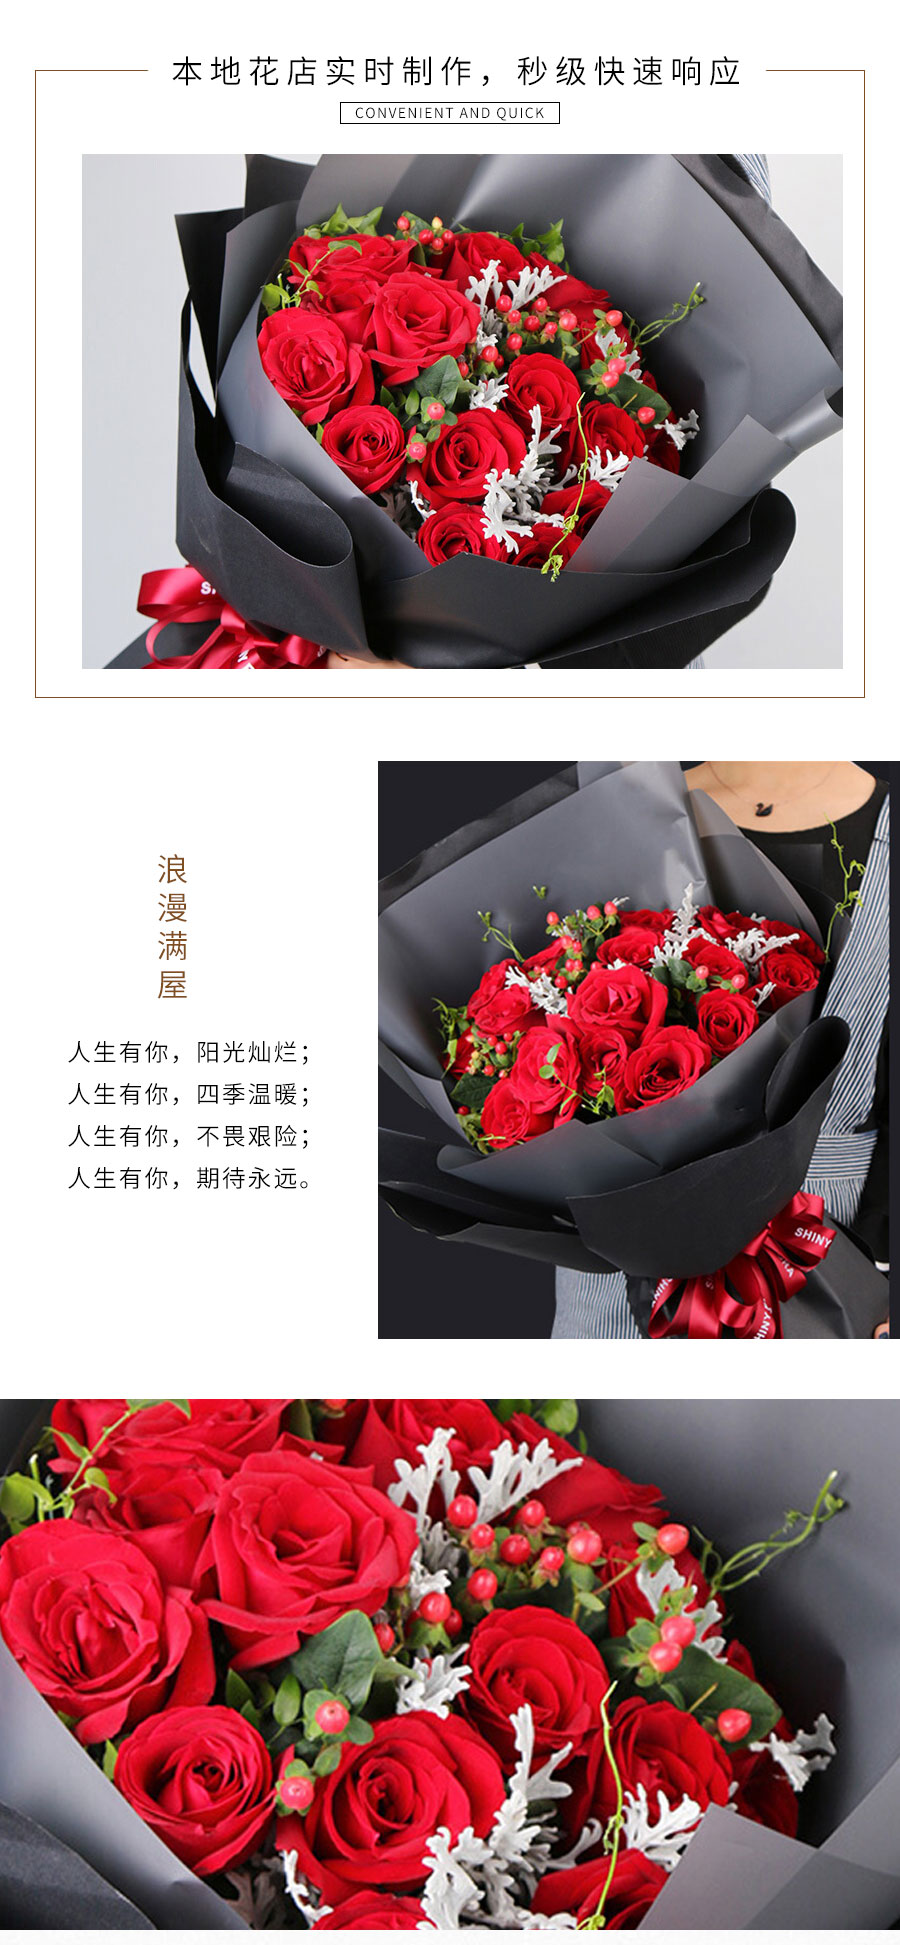 本地花店实时制作，秒级快速响应
CONVENIENT AND QUICK
浪漫满屋
人生有你，阳光灿烂；
人生有你，四季温暖；
人生有你，不畏艰险；
人生有你，期待永远。
SHINY